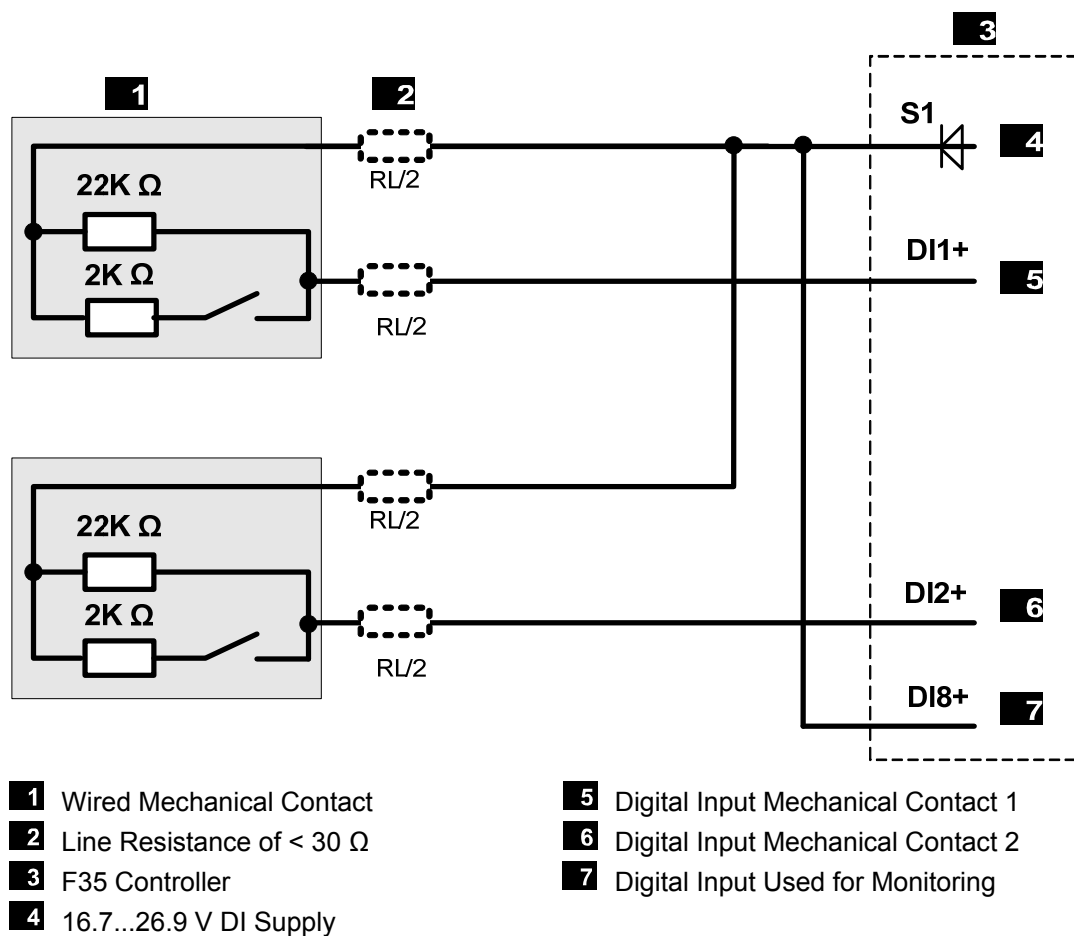 3
1
2
S1
4
RL/2
22K Ω
DI1+
2K Ω
5
RL/2
RL/2
22K Ω
DI2+
2K Ω
6
RL/2
DI8+
7
1 Wired Mechanical Contact
2 Line Resistance of < 30 Ω
3 F35 Controller
4 16.7...26.9 V DI Supply
5 Digital Input Mechanical Contact 1
6 Digital Input Mechanical Contact 2
7 Digital Input Used for Monitoring